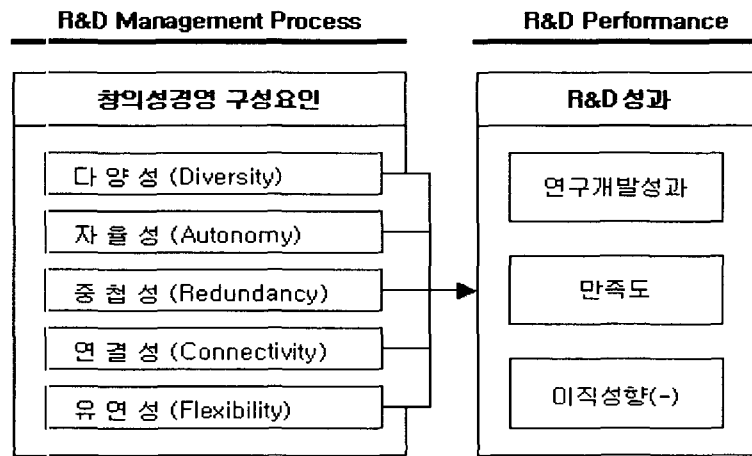 R&D Management Process
창의성경영 구성요인
다 양 성 (Diversity)
자 율 성 (Autonomy)
중 첩 성 (Redundancy)
연 결 성 (Connectivity)
유 연 성 (Flexibility)
R&D Performance
R&D 성과
연구개발성과
만족도
이직성향(-)